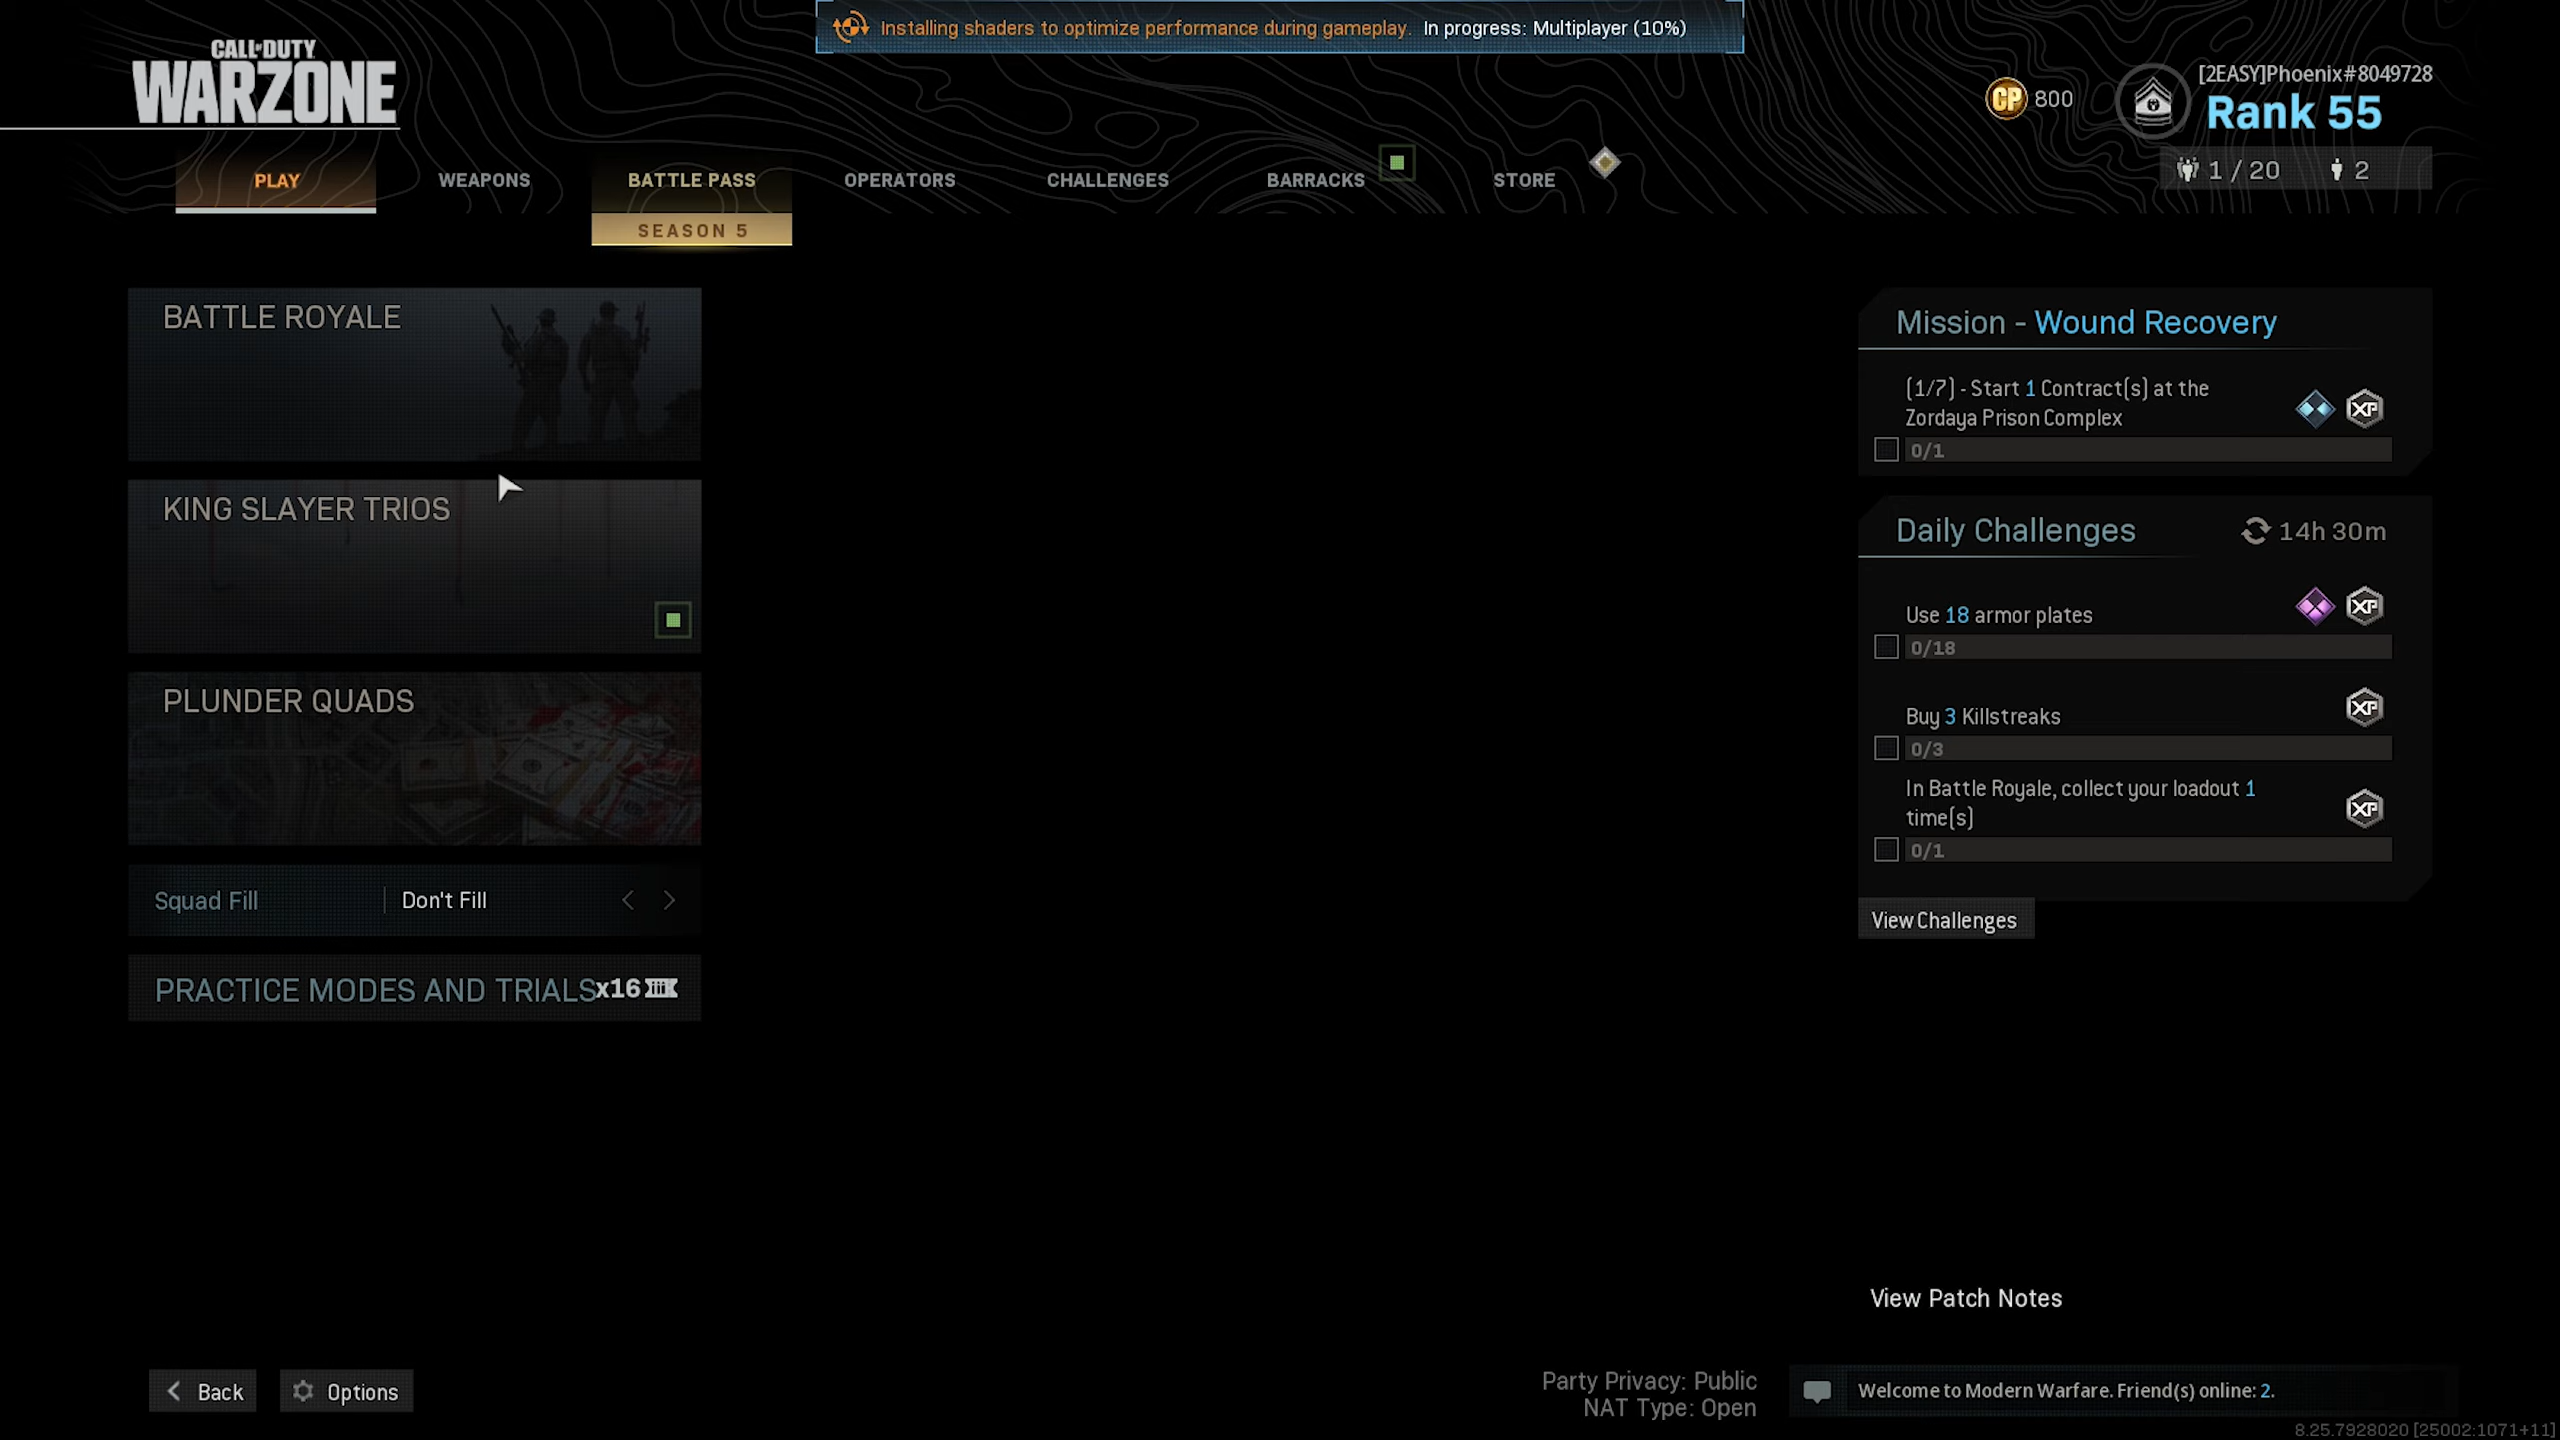 Installing shaders to optimize performance during gameplay. In progress: Multiplayer (10%)
CALL OF DUTY
WARZONE
CP 800
[2EASY]Phoenix#8049728
Rank 55
1 / 20 2
PLAY
WEAPONS
BATTLE PASS
SEASON 5
OPERATORS
CHALLENGES
BARRACKS
STORE
BATTLE ROYALE
KING SLAYER TRIOS
PLUNDER QUADS
Squad Fill Don't Fill
PRACTICE MODES AND TRIALS x16
Mission - Wound Recovery
(1/7) - Start 1 Contract(s) at the
Zordaya Prison Complex
XP
0/1
Daily Challenges 14h 30m
Use 18 armor plates
XP
0/18
Buy 3 Killstreaks
XP
0/3
In Battle Royale, collect your loadout 1
time(s)
XP
0/1
View Challenges
View Patch Notes
Back
Options
Party Privacy: Public
NAT Type: Open
Welcome to Modern Warfare. Friend(s) online: 2.
8.25.7928020 [25002:1071+11]